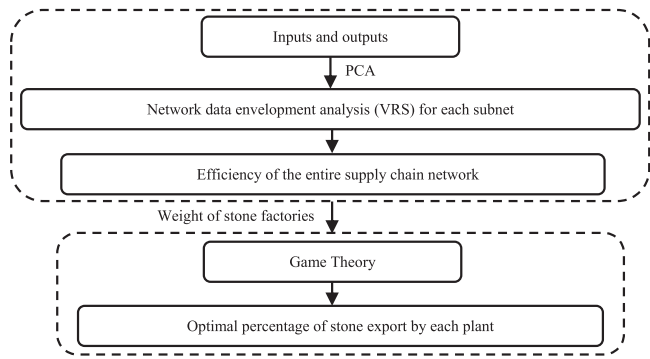 Inputs and outputs
PCA
Network data envelopment analysis (VRS) for each subnet
Efficiency of the entire supply chain network
Weight of stone factories
Game Theory
Optimal percentage of stone export by each plant